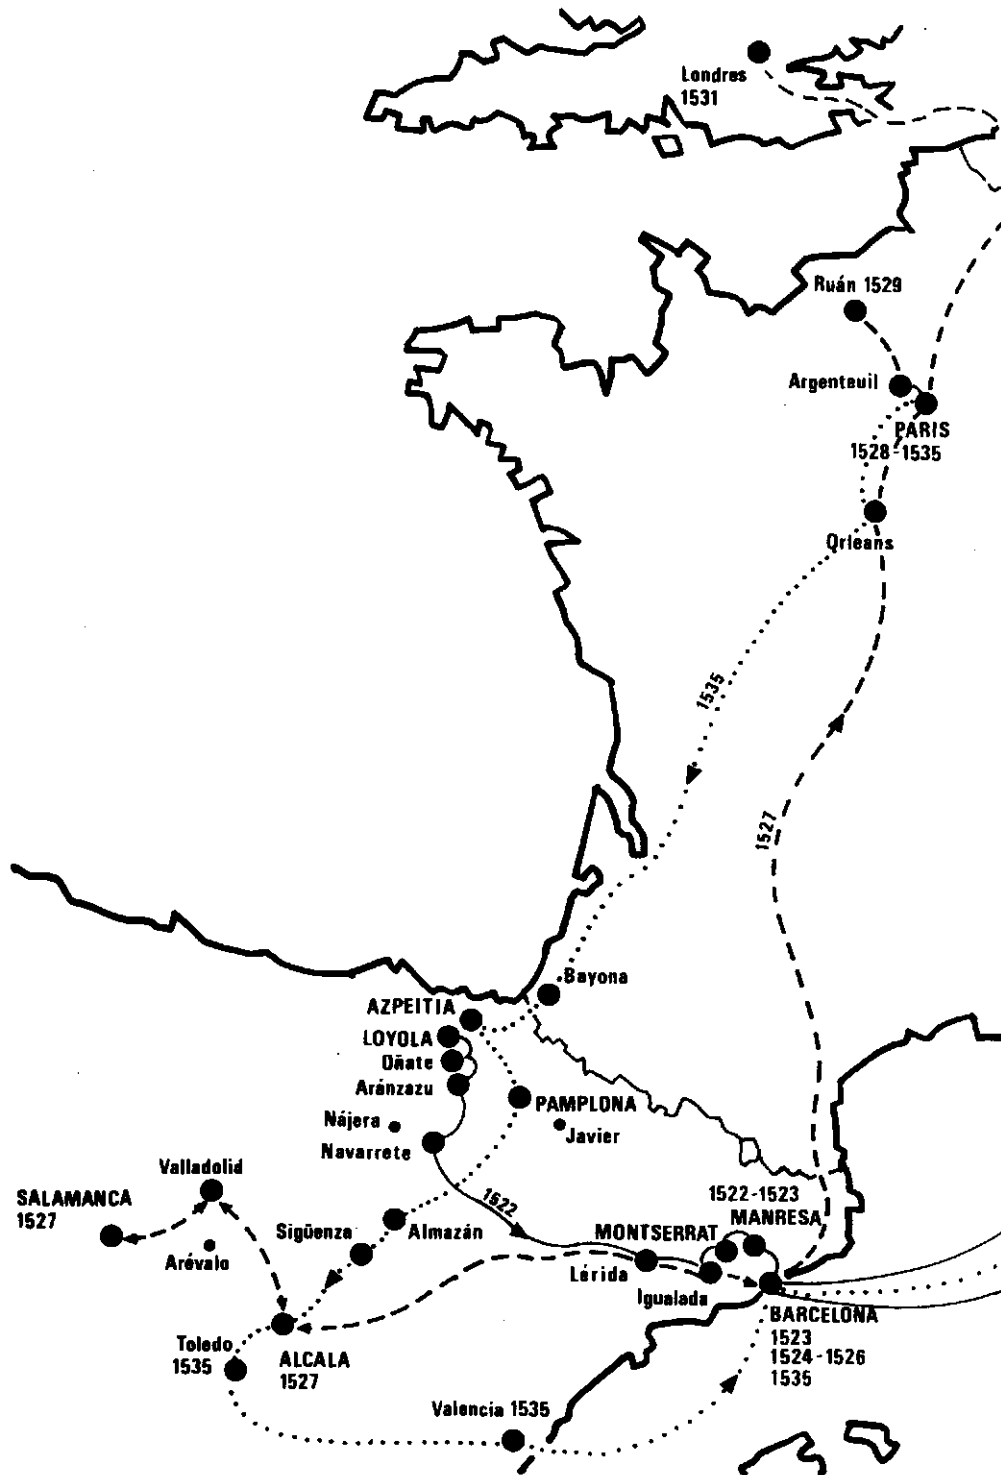 Londres
1531
Ruán 1529
Argenteuil
PARIS
1528-1535
Orleans
1535
1527
Bayona
AZPEITIA
LOYOLA
Oñate
Aránzazu
PAMPLONA
Nájera
Javier
Navarrete
Valladolid
SALAMANCA
1527
1522
1522-1523
MANRESA
MONTSERRAT
Sigüenza
Almazán
Arévalo
Lérida
Igualada
BARCELONA
1523
1524-1526
1535
Toledo
1535
ALCALA
1527
Valencia 1535